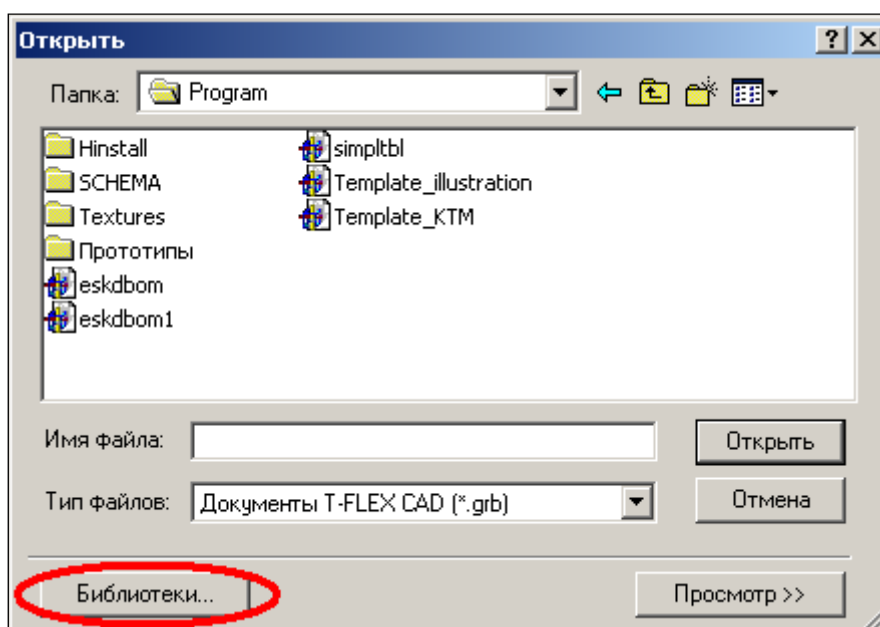 Открыть
Папка: Program
Hinstall
SCHEMA
Textures
Прототипы
eskdbom
eskdbom1
simpltbl
Template_illustration
Template_KTM
Имя файла: Открыть
Тип файлов: Документы T-FLEX CAD (*.grb) Отмена
Библиотеки... Просмотр >>